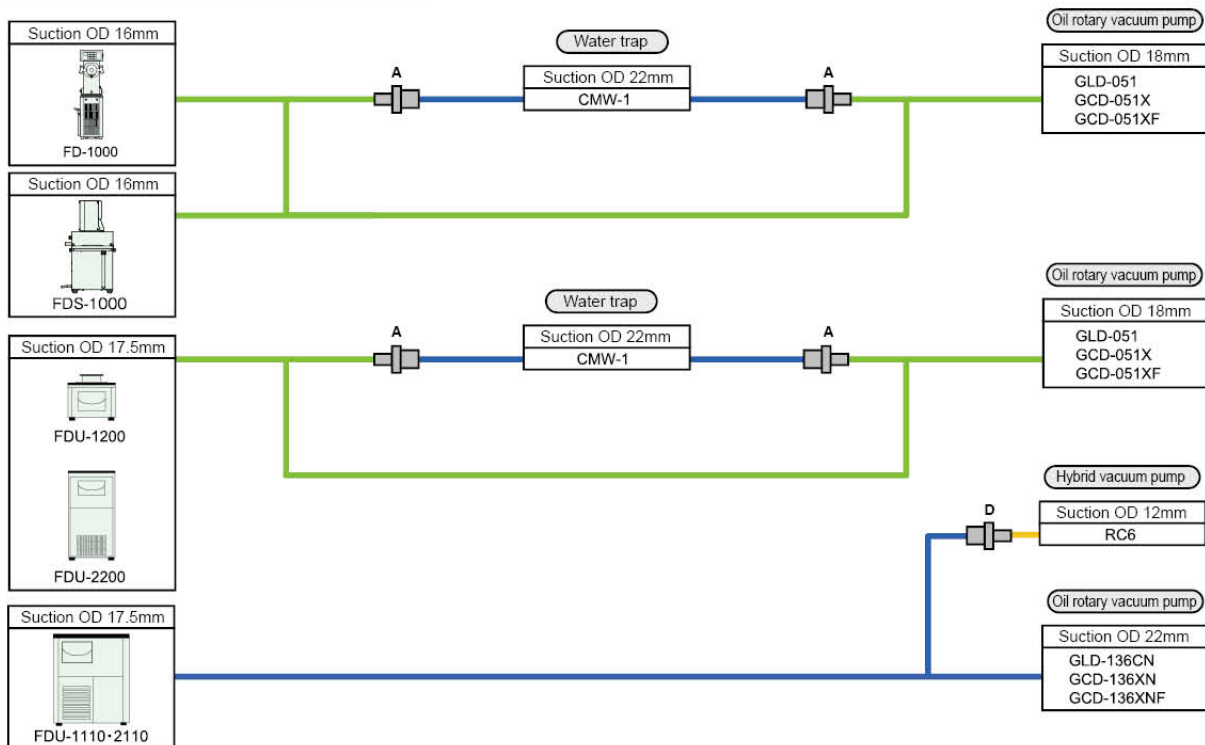 Suction OD 16mm
FD-1000
Suction OD 16mm
FDS-1000
Water trap
A
Suction OD 22mm
CMW-1
A
Oil rotary vacuum pump
Suction OD 18mm
GLD-051
GCD-051X
GCD-051XF
Suction OD 17.5mm
FDU-1200
FDU-2200
Water trap
A
Suction OD 22mm
CMW-1
A
Oil rotary vacuum pump
Suction OD 18mm
GLD-051
GCD-051X
GCD-051XF
Hybrid vacuum pump
D
Suction OD 12mm
RC6
Suction OD 17.5mm
FDU-1110・2110
Oil rotary vacuum pump
Suction OD 22mm
GLD-136CN
GCD-136XN
GCD-136XNF